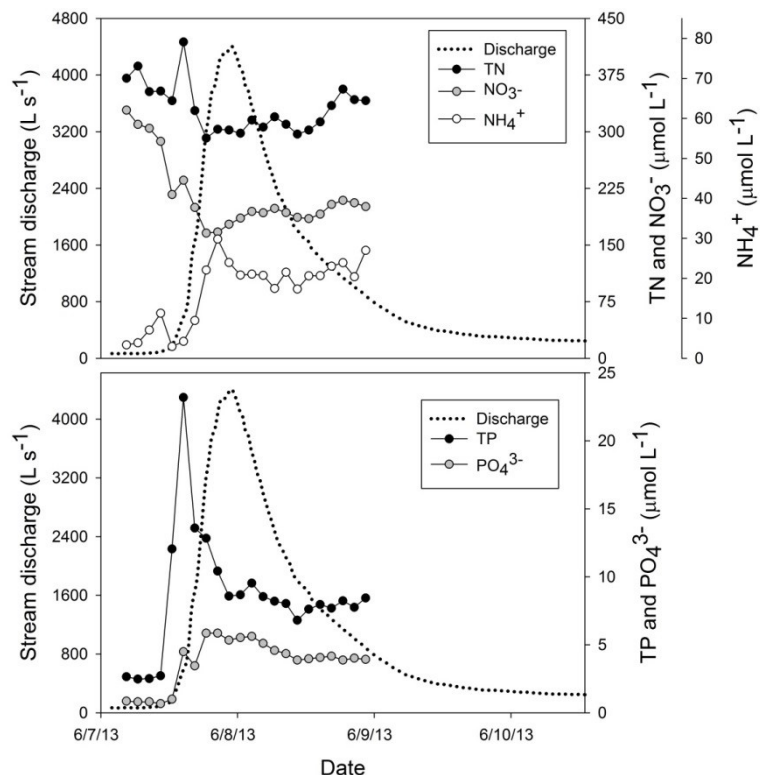 4800
4000
3200
2400
1600
800
0
Stream discharge (L s⁻¹)
Discharge
TN
NO₃-
NH₄⁺
450
375
300
225
150
75
0
TN and NO₃⁻ (μmol L⁻¹)
80
70
60
50
40
30
20
10
0
NH₄⁺ (μmol L⁻¹)
4000
3200
2400
1600
800
0
Stream discharge (L s⁻¹)
Discharge
TP
PO₄³⁻
25
20
15
10
5
0
TP and PO₄³⁻ (μmol L⁻¹)
6/7/13 6/8/13 6/9/13 6/10/13
Date